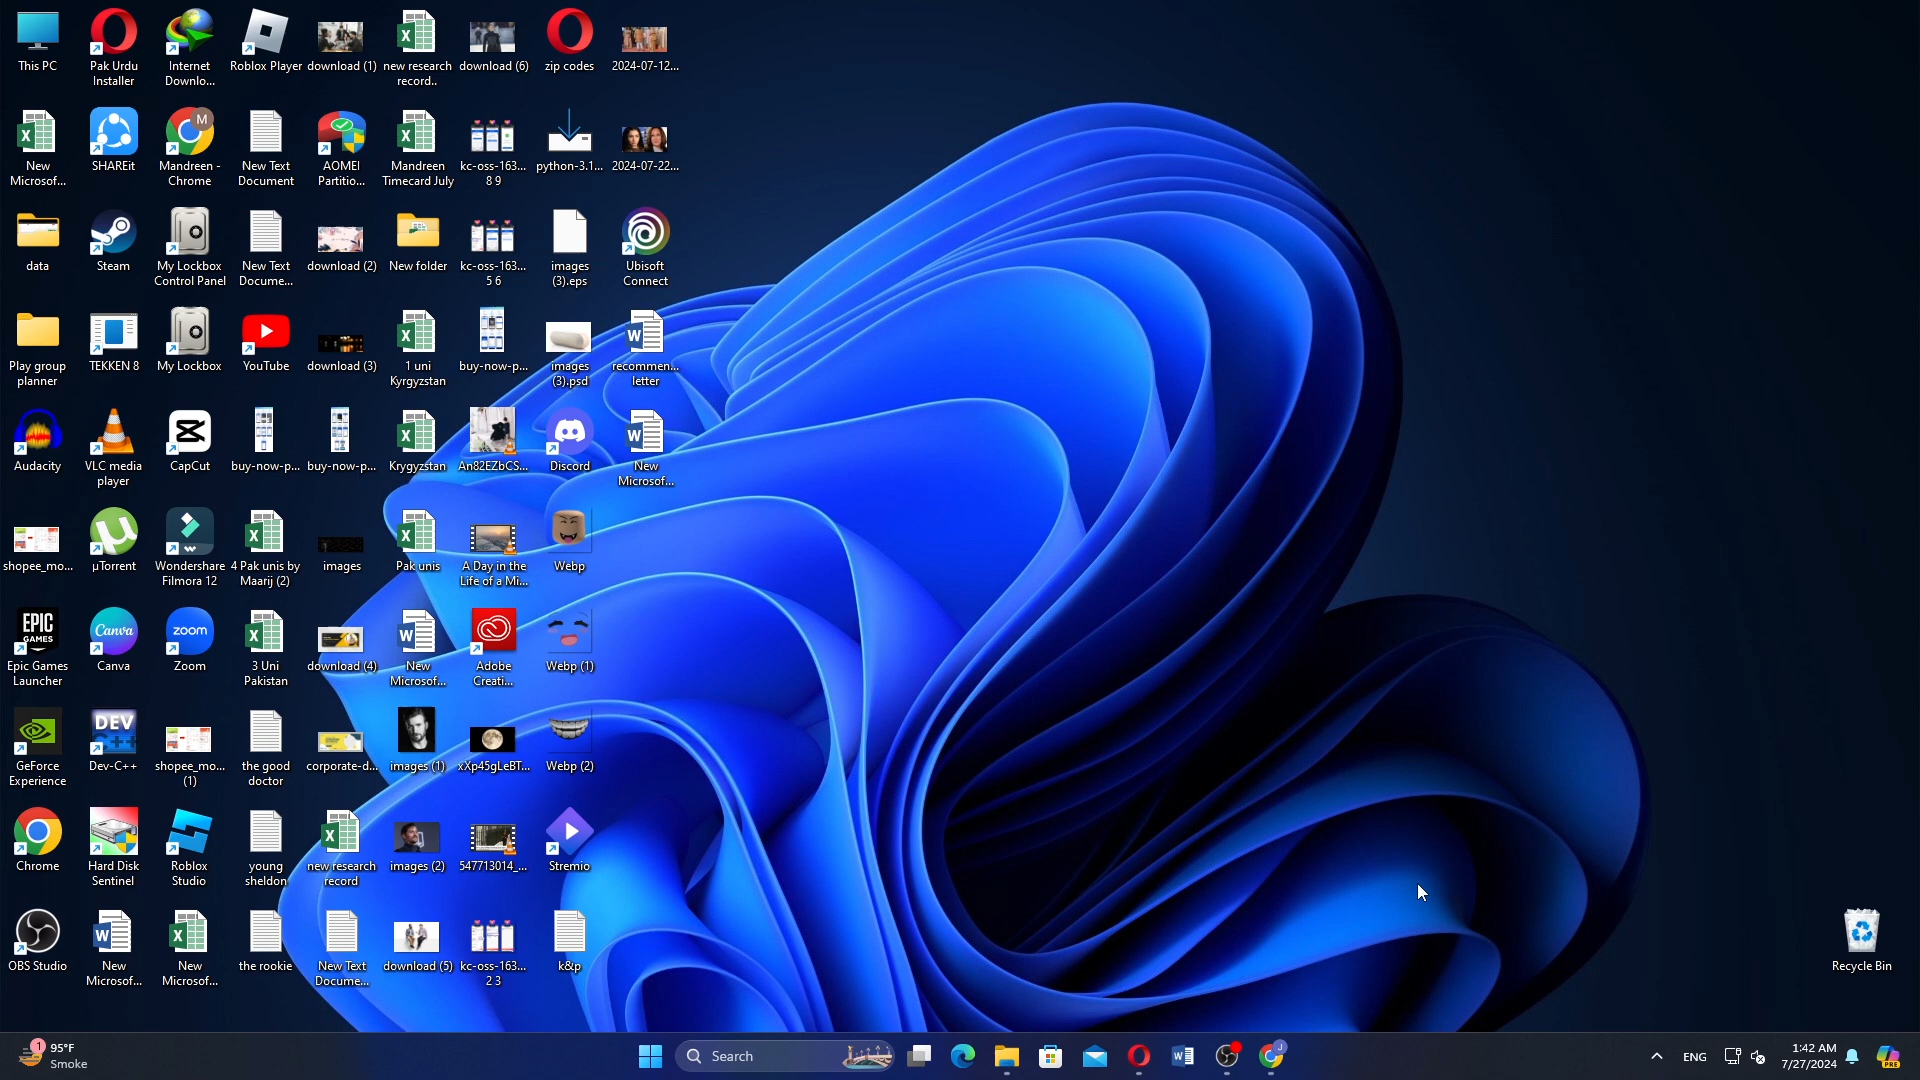 This PC
Pak Urdu
Installer
Internet
Downlo...
Roblox Player
download (1)
new research
record..
download (6)
zip codes
2024-07-12...
New
Microsof...
SHAREit
M
Mandreen -
Chrome
New Text
Document
AOMEI
Partitio...
Mandreen
Timecard July
kc-oss-163...
8 9
python-3.1...
2024-07-22...
data
Steam
My Lockbox
Control Panel
New Text
Docume...
download (2)
New folder
kc-oss-163...
5 6
images
(3).eps
Ubisoft
Connect
Play group
planner
TEKKEN 8
My Lockbox
YouTube
download (3)
1 uni
Kyrgyzstan
buy-now-p...
images
(3).psd
recommen...
letter
Audacity
VLC media
player
CapCut
buy-now-p...
buy-now-p...
Krygyzstan
An82EZbCS...
Discord
New
Microsof...
shopee_mo...
µTorrent
Wondershare
Filmora 12
4 Pak unis by
Maarij (2)
images
Pak unis
A Day in the
Life of a Mi...
Webp
EPIC
GAMES
Epic Games
Launcher
Canva
Canva
zoom
Zoom
3 Uni
Pakistan
download (4)
New
Microsof...
Adobe
Creati...
Webp (1)
GeForce
Experience
DEV
C++
Dev-C++
shopee_mo...
(1)
the good
doctor
corporate-d...
images (1)
xXp45gLeBT...
Webp (2)
Chrome
Hard Disk
Sentinel
Roblox
Studio
young
sheldon
new research
record
images (2)
547713014_...
Stremio
OBS Studio
New
Microsof...
New
Microsof...
the rookie
New Text
Docume...
download (5)
kc-oss-163...
2 3
k&p
Recycle Bin
1
95°F
Smoke
Search
J
ENG
1:42 AM
7/27/2024
PRE